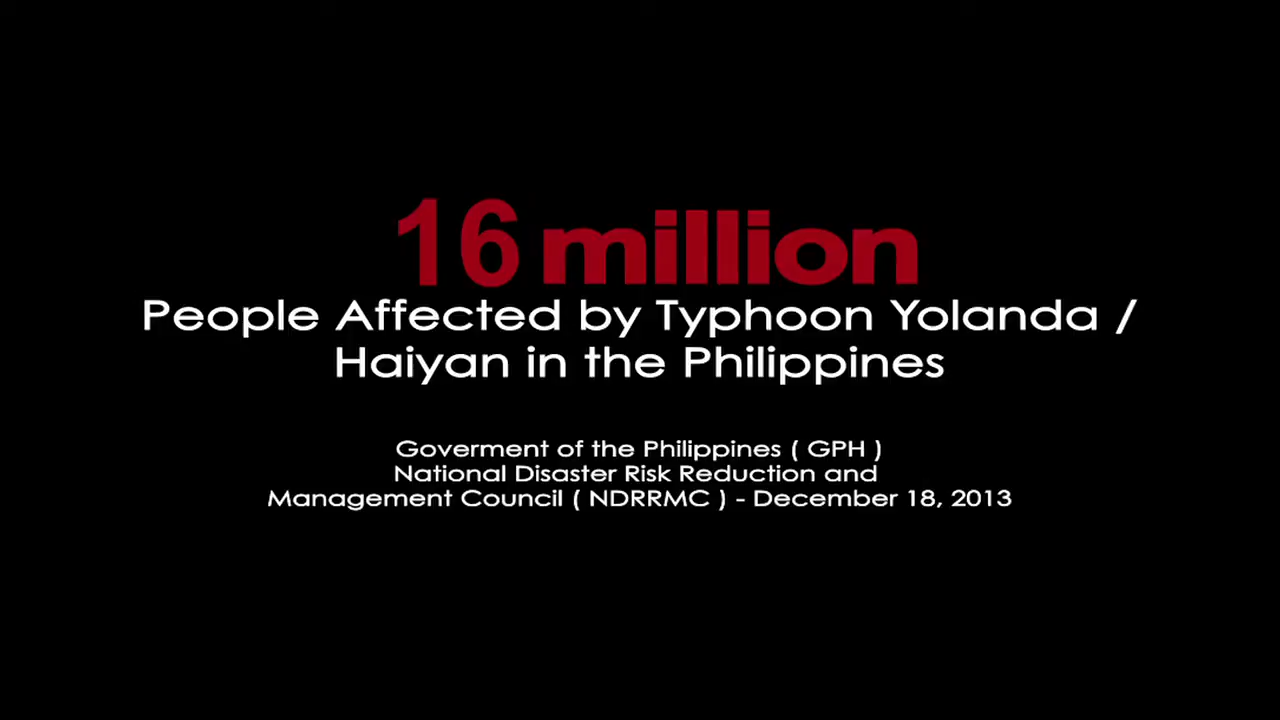 16 million
People Affected by Typhoon Yolanda /
Haiyan in the Philippines
Goverment of the Philippines ( GPH )
National Disaster Risk Reduction and
Management Council ( NDRRMC ) - December 18, 2013